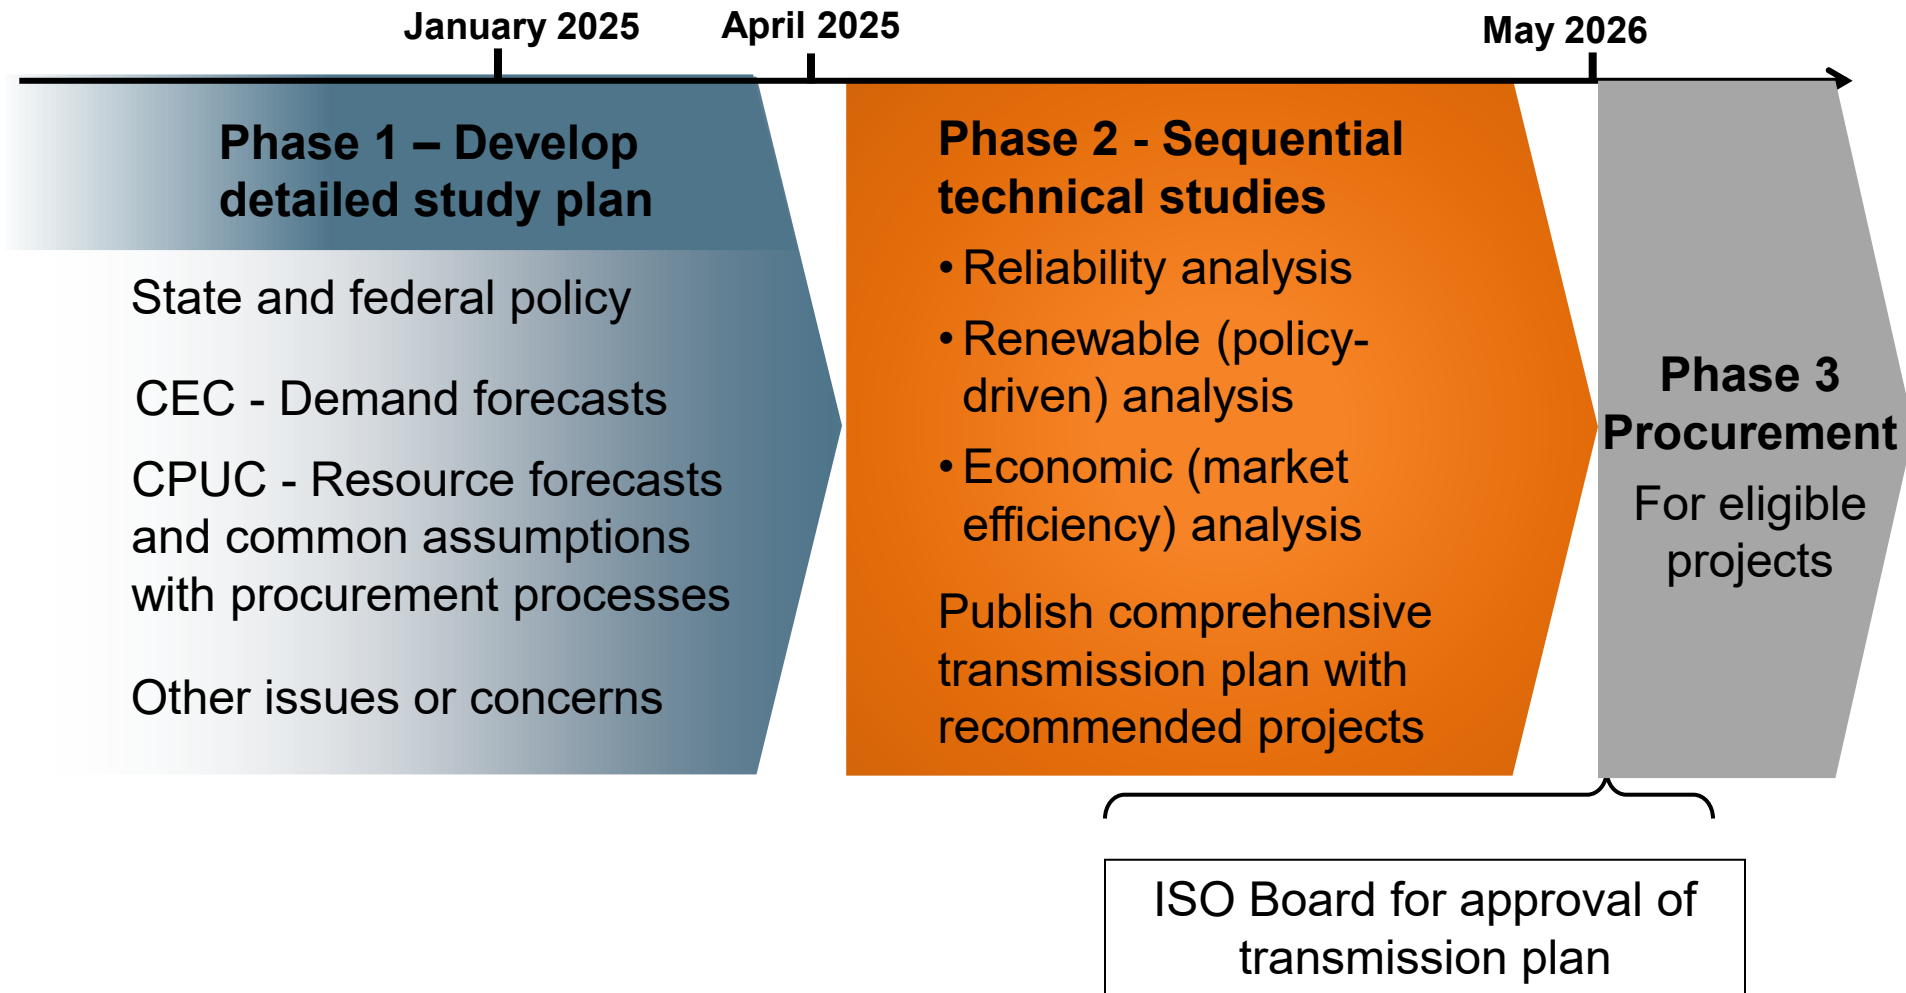 January 2025
April 2025
May 2026
Phase 1 – Develop
detailed study plan
State and federal policy
CEC - Demand forecasts
CPUC - Resource forecasts
and common assumptions
with procurement processes
Other issues or concerns
Phase 2 - Sequential
technical studies
• Reliability analysis
• Renewable (policy-
driven) analysis
• Economic (market
efficiency) analysis
Publish comprehensive
transmission plan with
recommended projects
Phase 3
Procurement
For eligible
projects
ISO Board for approval of
transmission plan